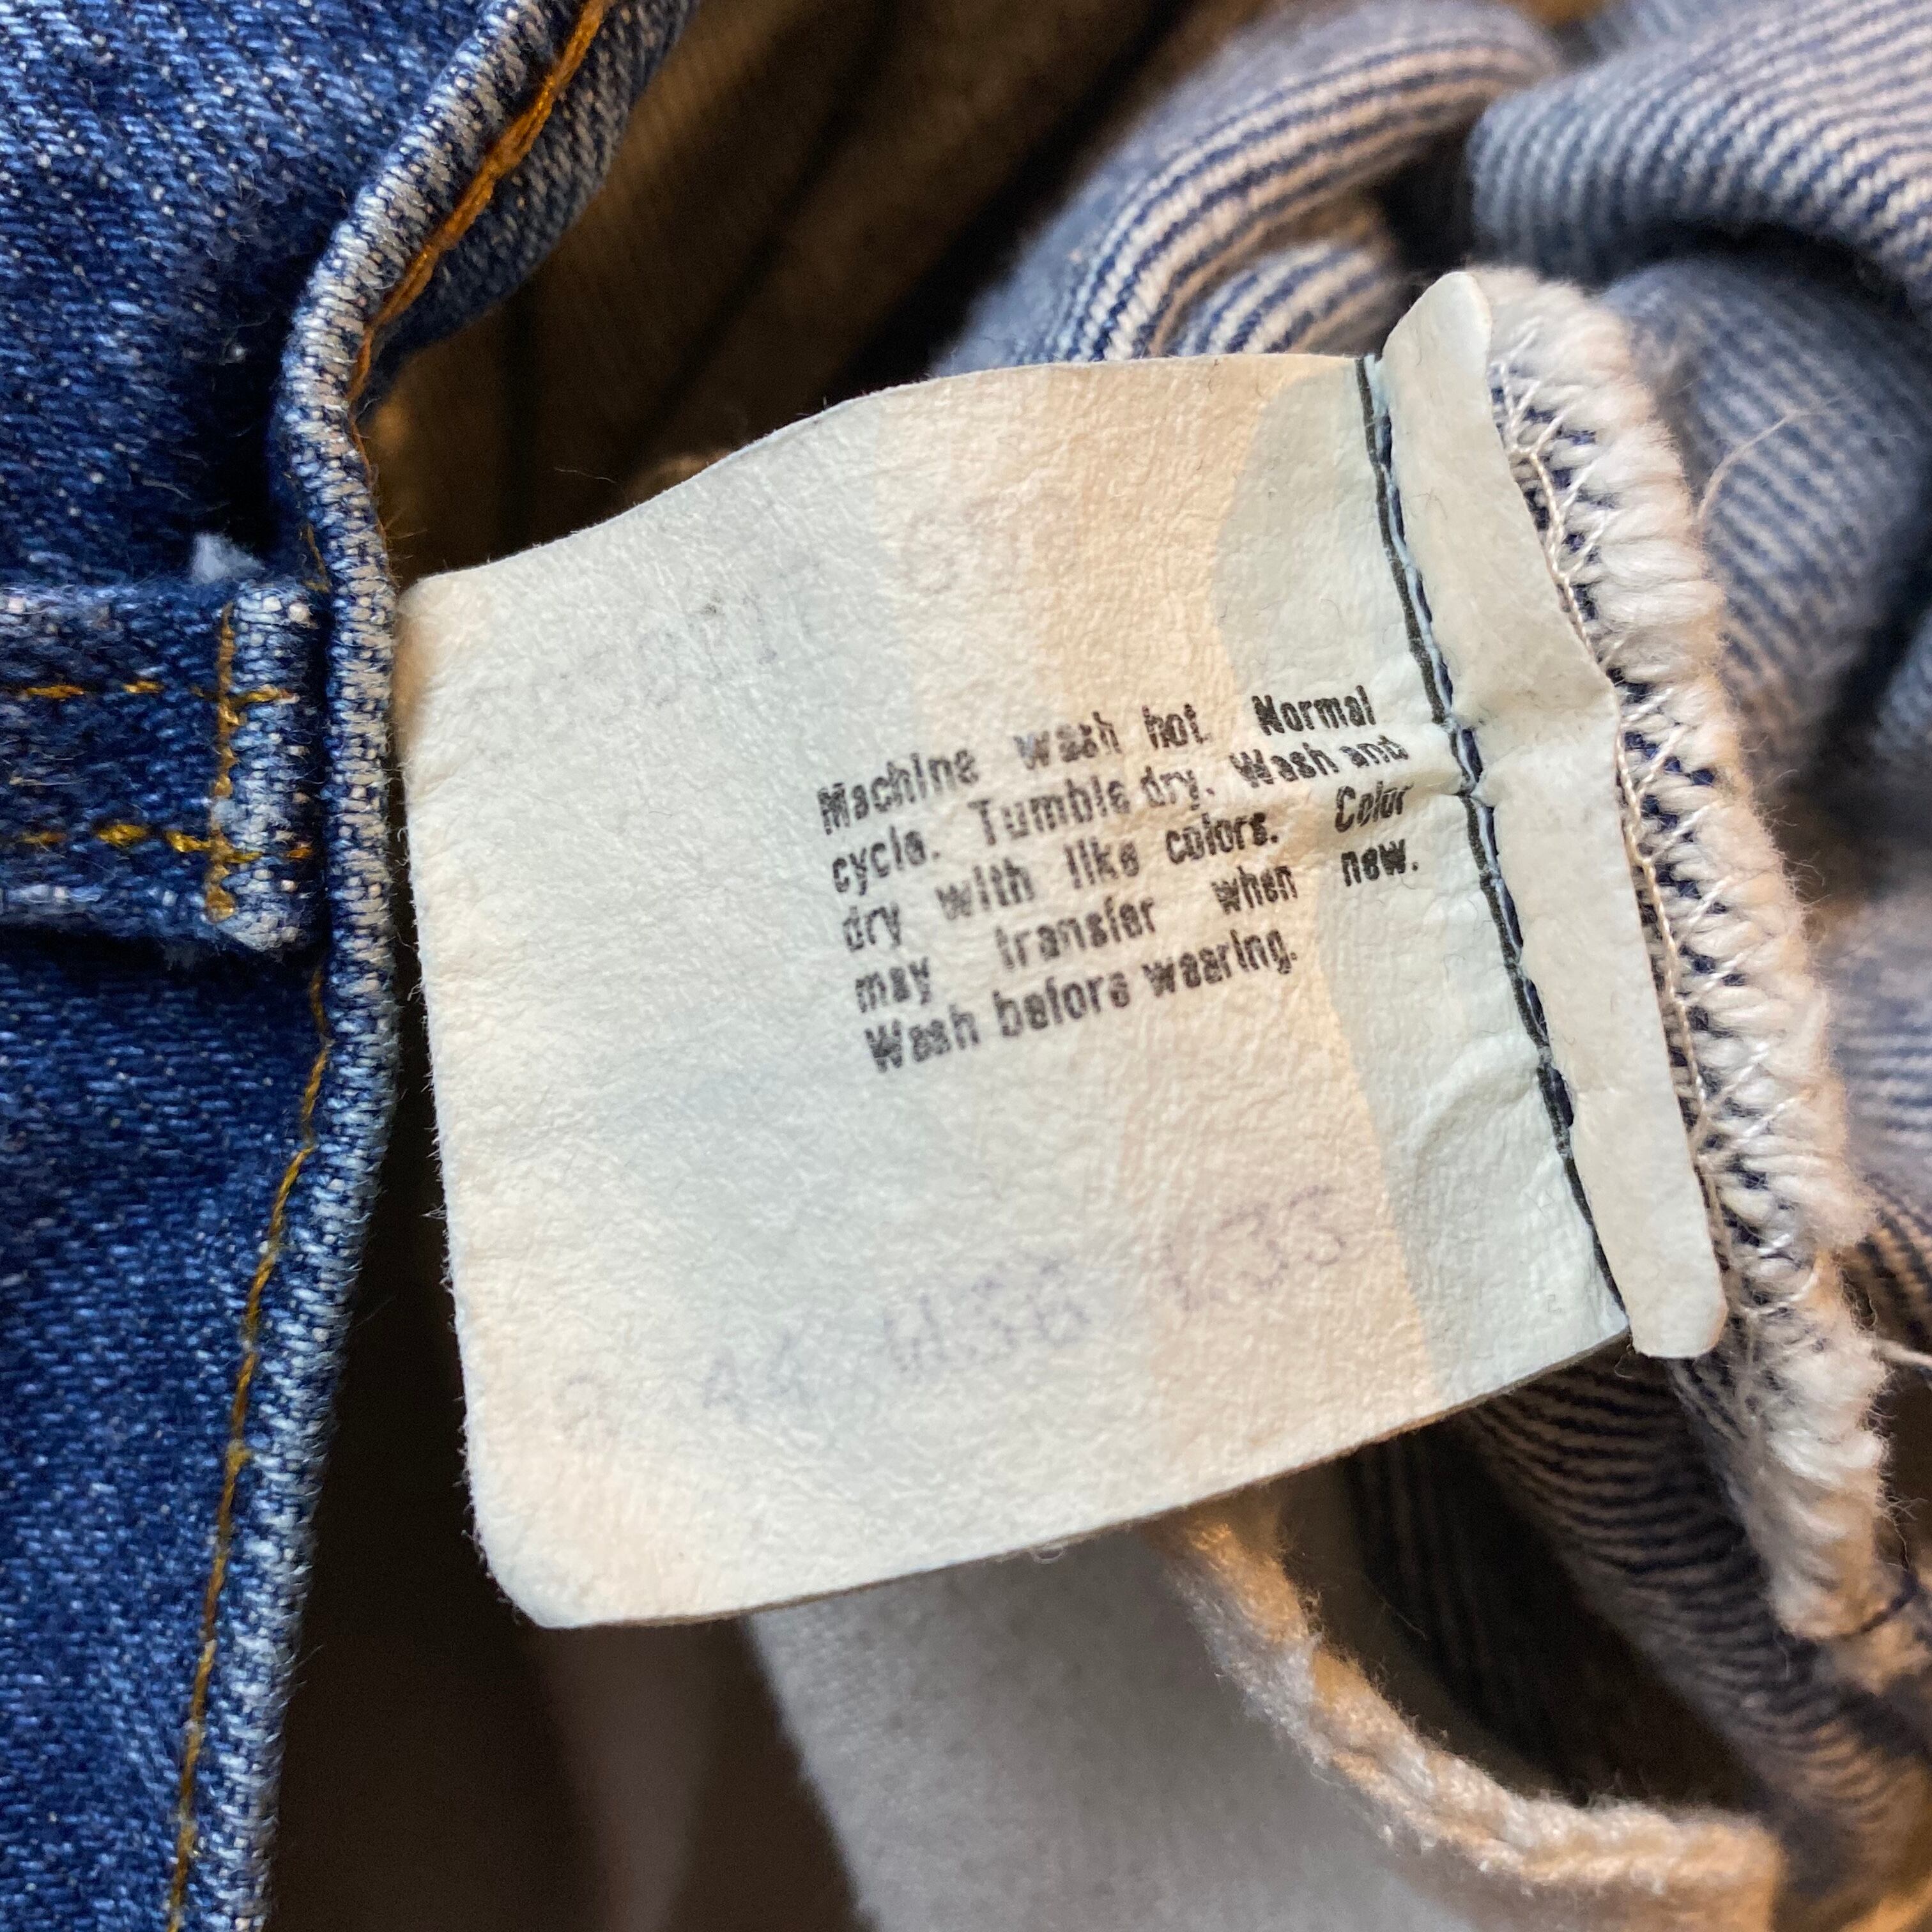 Machine wash hot. Normal
cycle. Tumble dry. Wash and
dry with like colors. Color
may transfer when new.
Wash before wearing.